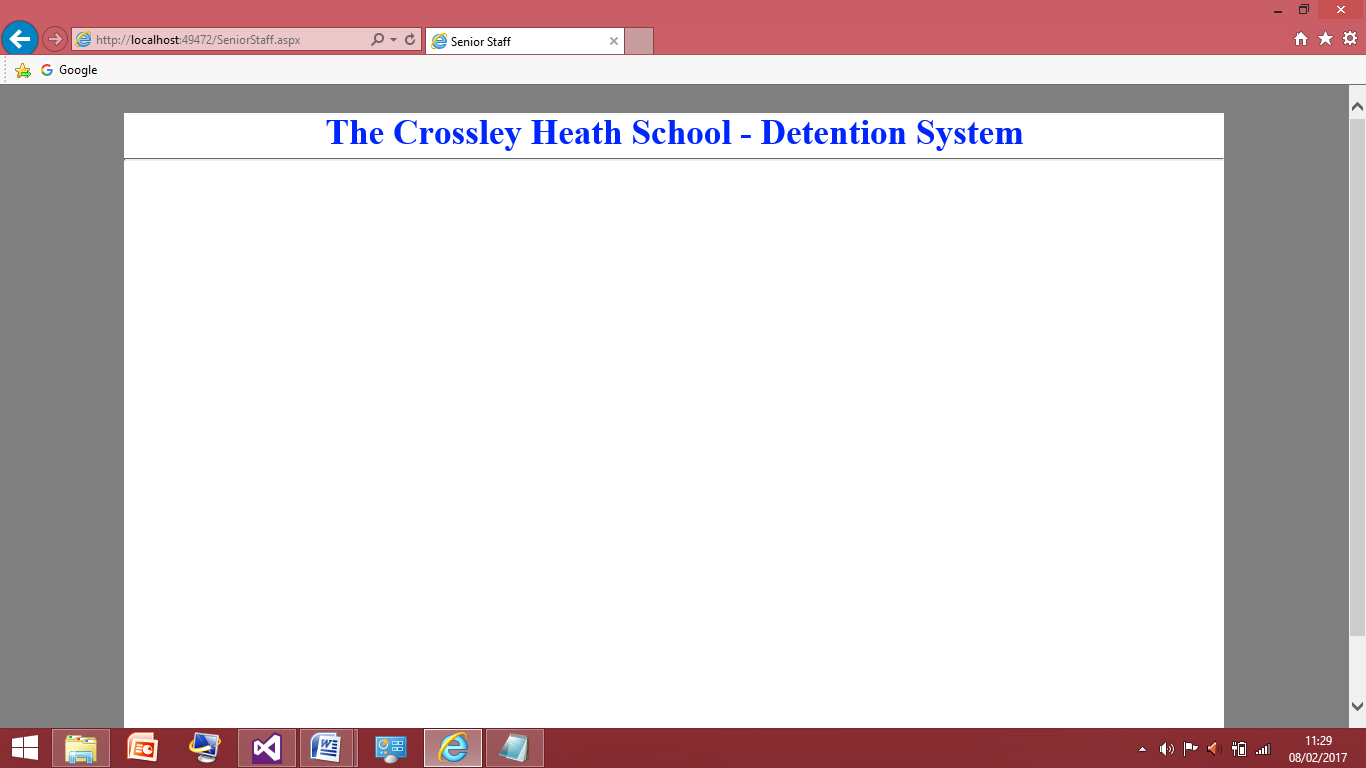 http://localhost:49472/SeniorStaff.aspx
Senior Staff
Google
The Crossley Heath School - Detention System
11:29
08/02/2017